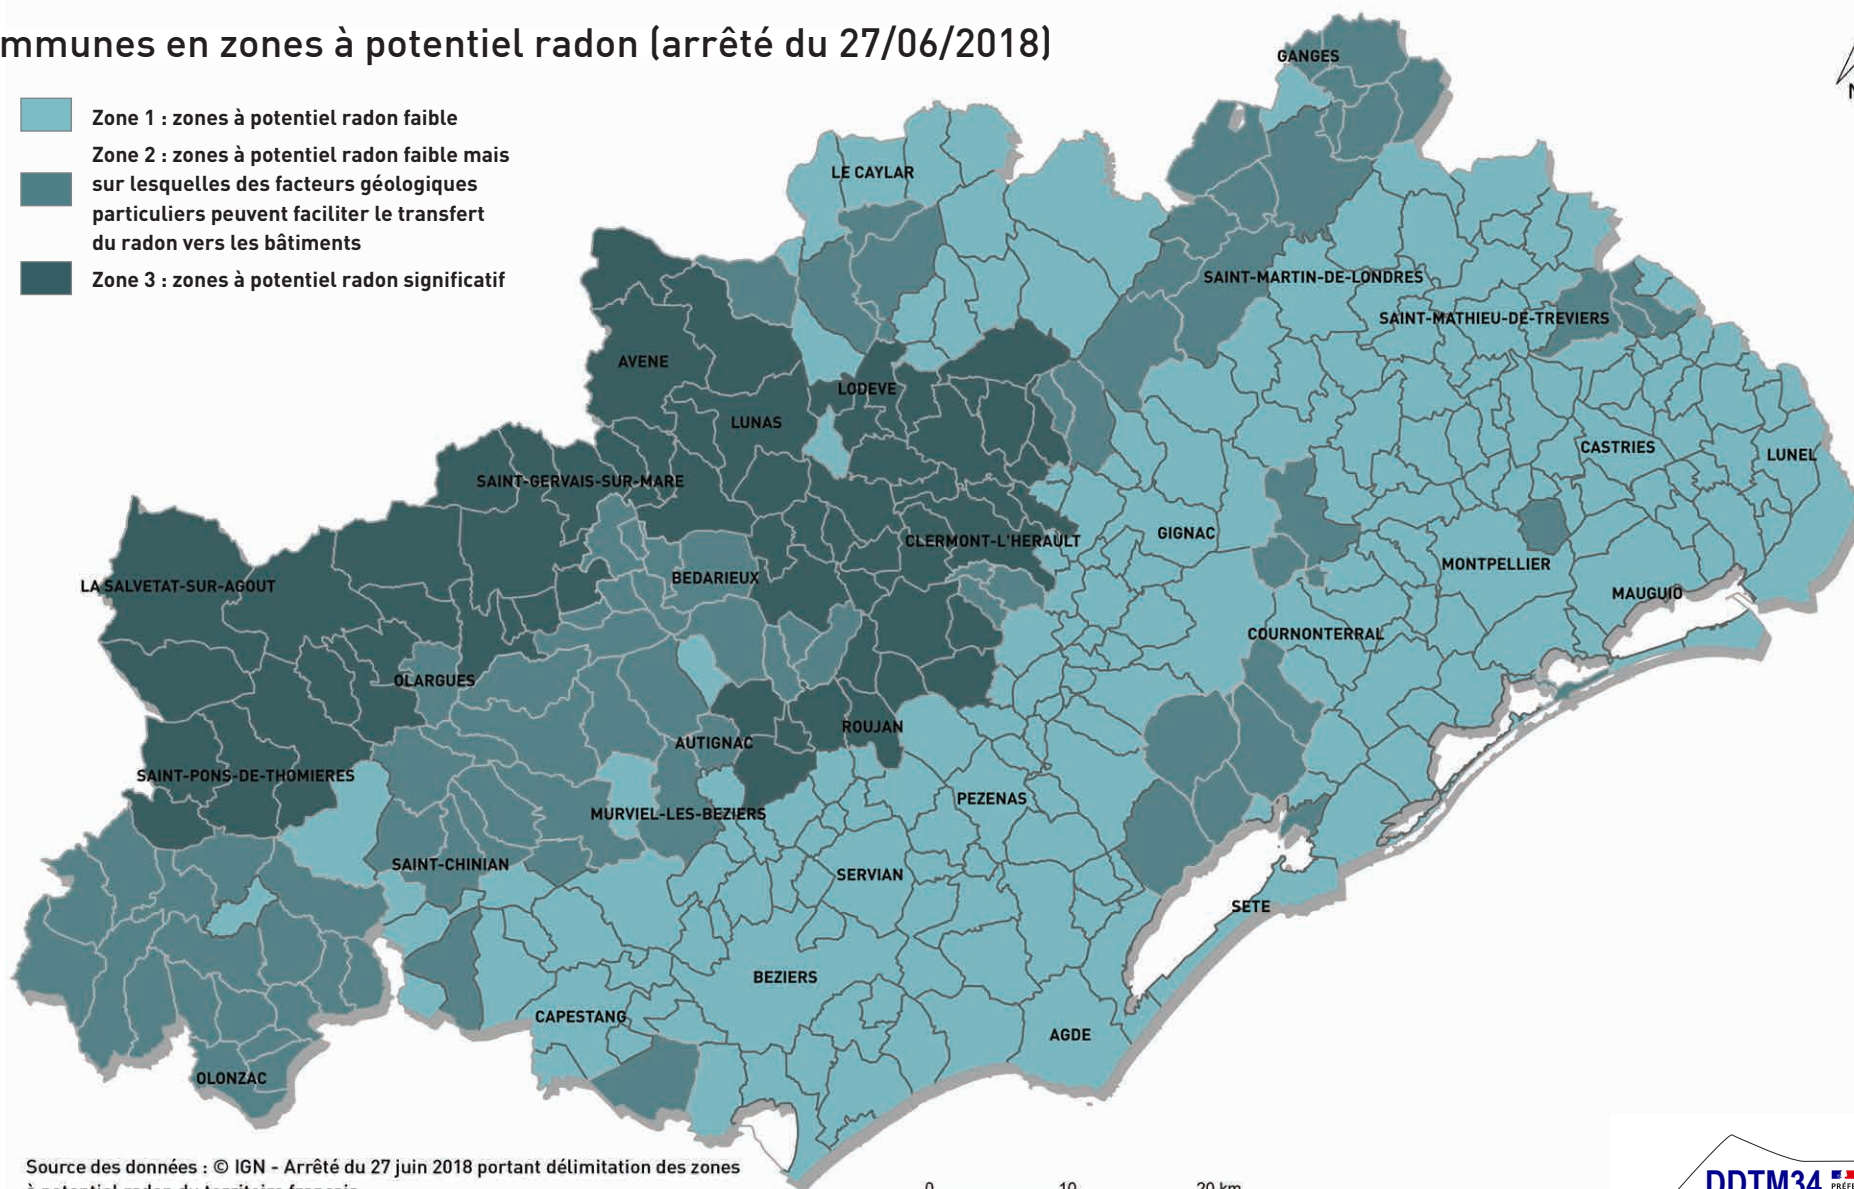 mmunes en zones à potentiel radon (arrêté du 27/06/2018)
Zone 1 : zones à potentiel radon faible
Zone 2 : zones à potentiel radon faible mais
sur lesquelles des facteurs géologiques
particuliers peuvent faciliter le transfert
du radon vers les bâtiments
Zone 3 : zones à potentiel radon significatif
N
GANGES
LE CAYLAR
SAINT-MARTIN-DE-LONDRES
SAINT-MATHIEU-DE-TREVIERS
AVENE
LODEVE
LUNAS
CASTRIES
LUNEL
SAINT-GERVAIS-SUR-MARE
CLERMONT-L'HERAULT
GIGNAC
MONTPELLIER
BEDARIEUX
LA SALVETAT-SUR-AGOUT
MAUGUIO
COURNONTERRAL
OLARGUES
ROUJAN
AUTIGNAC
SAINT-PONS-DE-THOMIERES
PEZENAS
MURVIEL-LES-BEZIERS
SAINT-CHINIAN
SERVIAN
SETE
BEZIERS
CAPESTANG
AGDE
OLONZAC
Source des données : © IGN - Arrêté du 27 juin 2018 portant délimitation des zones
à potentiel radon du territoire français
0 10 20 km
DDTM34